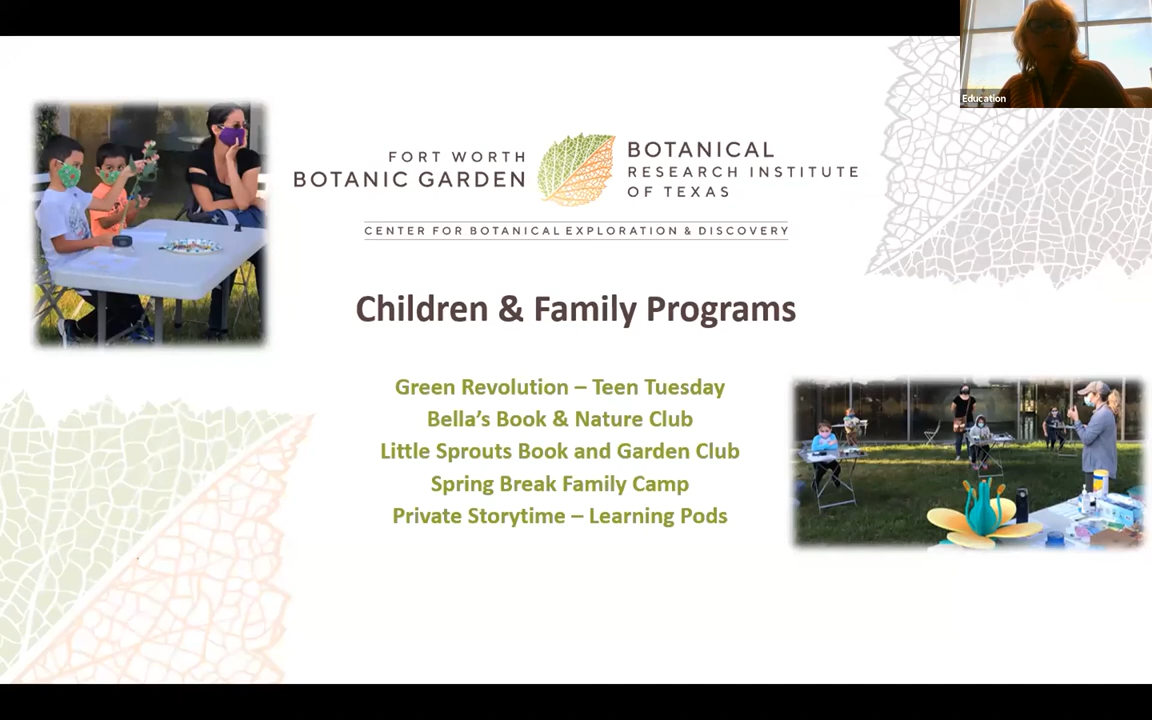 Education
FORT WORTH
BOTANIC GARDEN
BOTANICAL
RESEARCH INSTITUTE
OF TEXAS
CENTER FOR BOTANICAL EXPLORATION & DISCOVERY
Children & Family Programs
Green Revolution – Teen Tuesday
Bella’s Book & Nature Club
Little Sprouts Book and Garden Club
Spring Break Family Camp
Private Storytime – Learning Pods